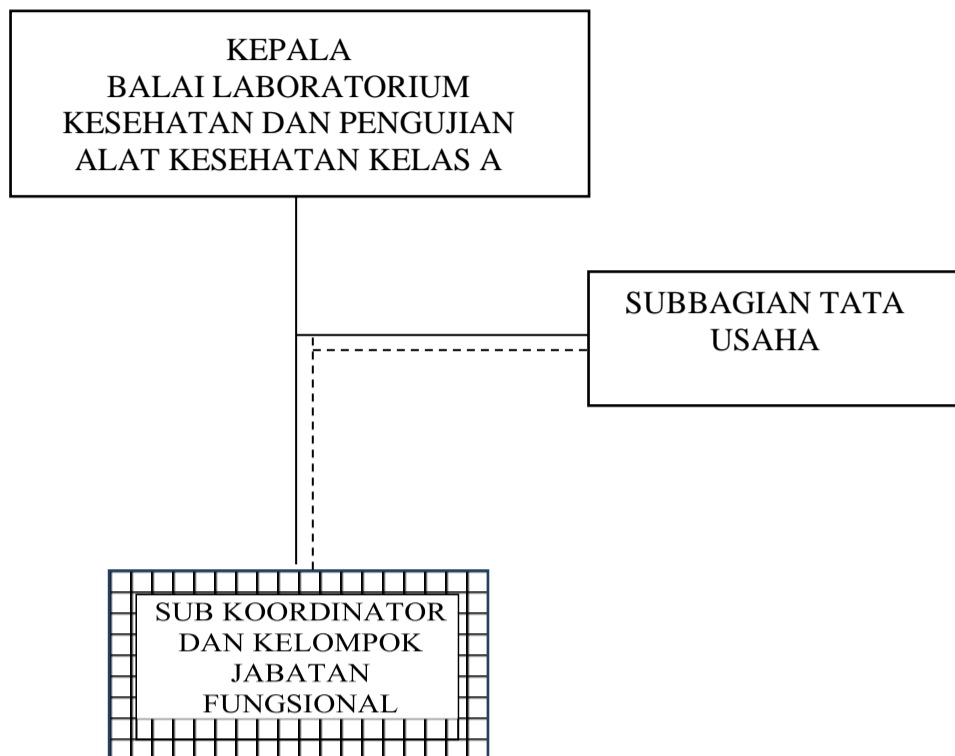 KEPALA
BALAI LABORATORIUM
KESEHATAN DAN PENGUJIAN
ALAT KESEHATAN KELAS A
SUBBAGIAN TATA
USAHA
SUB KOORDINATOR
DAN KELOMPOK
JABATAN
FUNGSIONAL